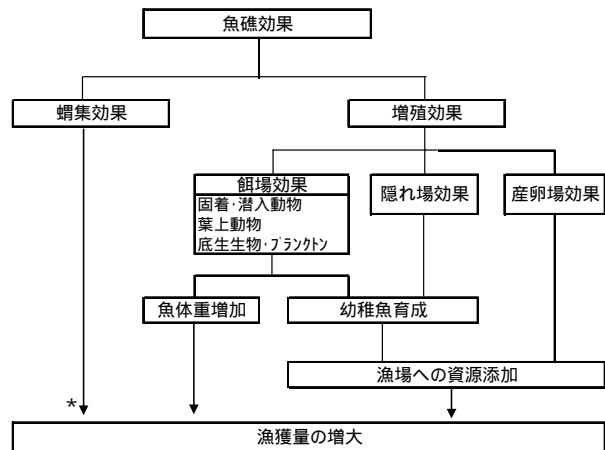 魚礁効果
蝟集効果
増殖効果
餌場効果
固着･潜入動物
葉上動物
底生生物･ﾌﾟﾗﾝｸﾄﾝ
隠れ場効果
産卵場効果
魚体重増加
幼稚魚育成
漁場への資源添加
*
漁獲量の増大